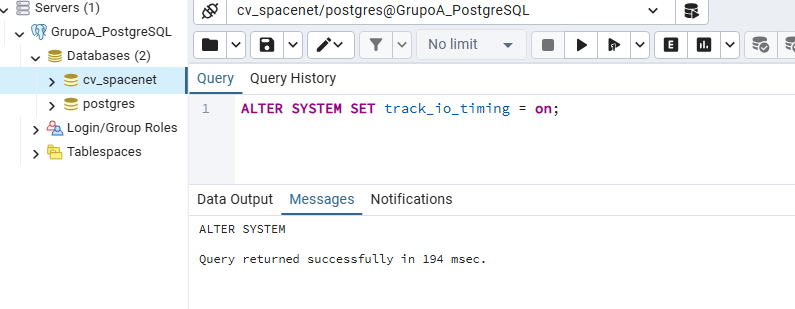 Servers (1)
GrupoA_PostgreSQL
Databases (2)
cv_spacenet
postgres
Login/Group Roles
Tablespaces
cv_spacenet/postgres@GrupoA_PostgreSQL
No limit
E
Query Query History
1 ALTER SYSTEM SET track_io_timing = on;
Data Output Messages Notifications
ALTER SYSTEM
Query returned successfully in 194 msec.